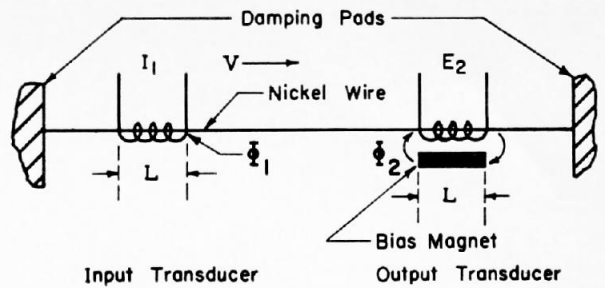 Damping Pads
I₁ V E₂
Nickel Wire
Φ₁ Φ₂
L L
Bias Magnet
Input Transducer Output Transducer